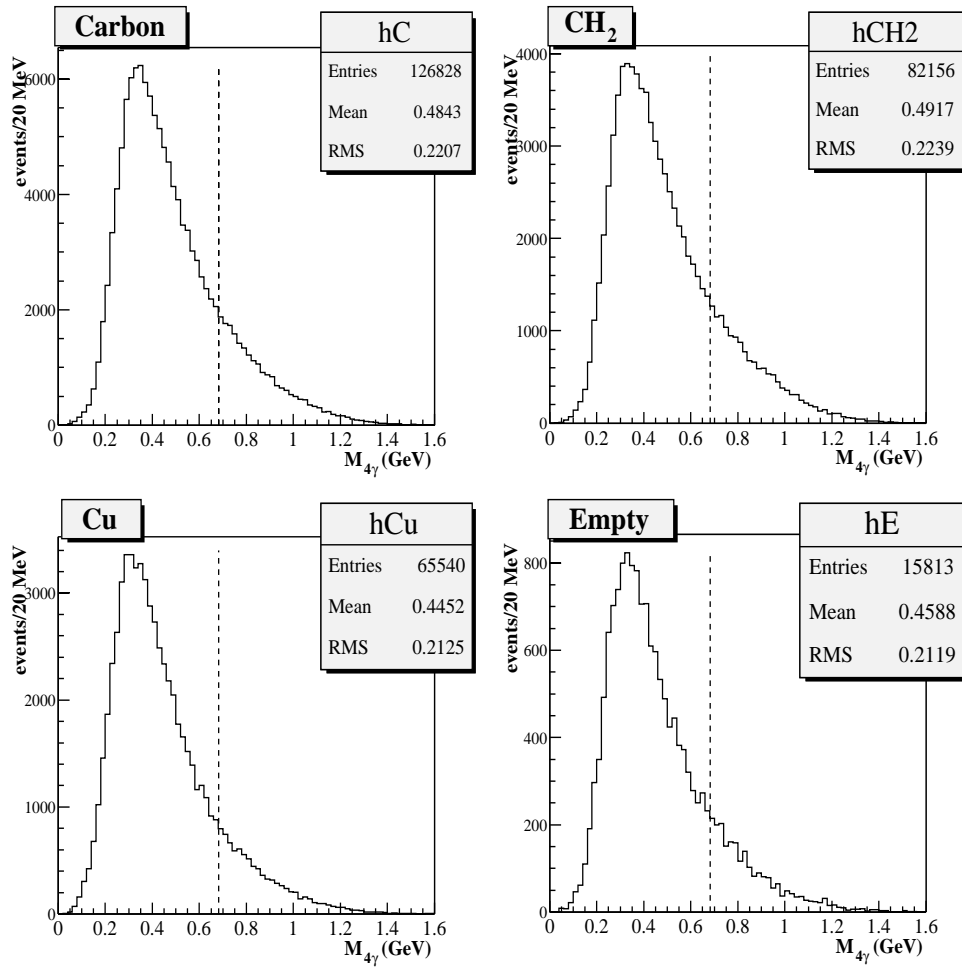 Carbon
hC
Entries 126828
Mean 0.4843
RMS 0.2207
events/20 MeV
6000
4000
2000
0
0 0.2 0.4 0.6 0.8 1 1.2 1.4 1.6
M4γ (GeV)
CH2
hCH2
Entries 82156
Mean 0.4917
RMS 0.2239
events/20 MeV
4000
3000
2000
1000
0
0 0.2 0.4 0.6 0.8 1 1.2 1.4 1.6
M4γ (GeV)
Cu
hCu
Entries 65540
Mean 0.4452
RMS 0.2125
events/20 MeV
3000
2000
1000
0
0 0.2 0.4 0.6 0.8 1 1.2 1.4 1.6
M4γ (GeV)
Empty
hE
Entries 15813
Mean 0.4588
RMS 0.2119
events/20 MeV
800
600
400
200
0
0 0.2 0.4 0.6 0.8 1 1.2 1.4 1.6
M4γ (GeV)